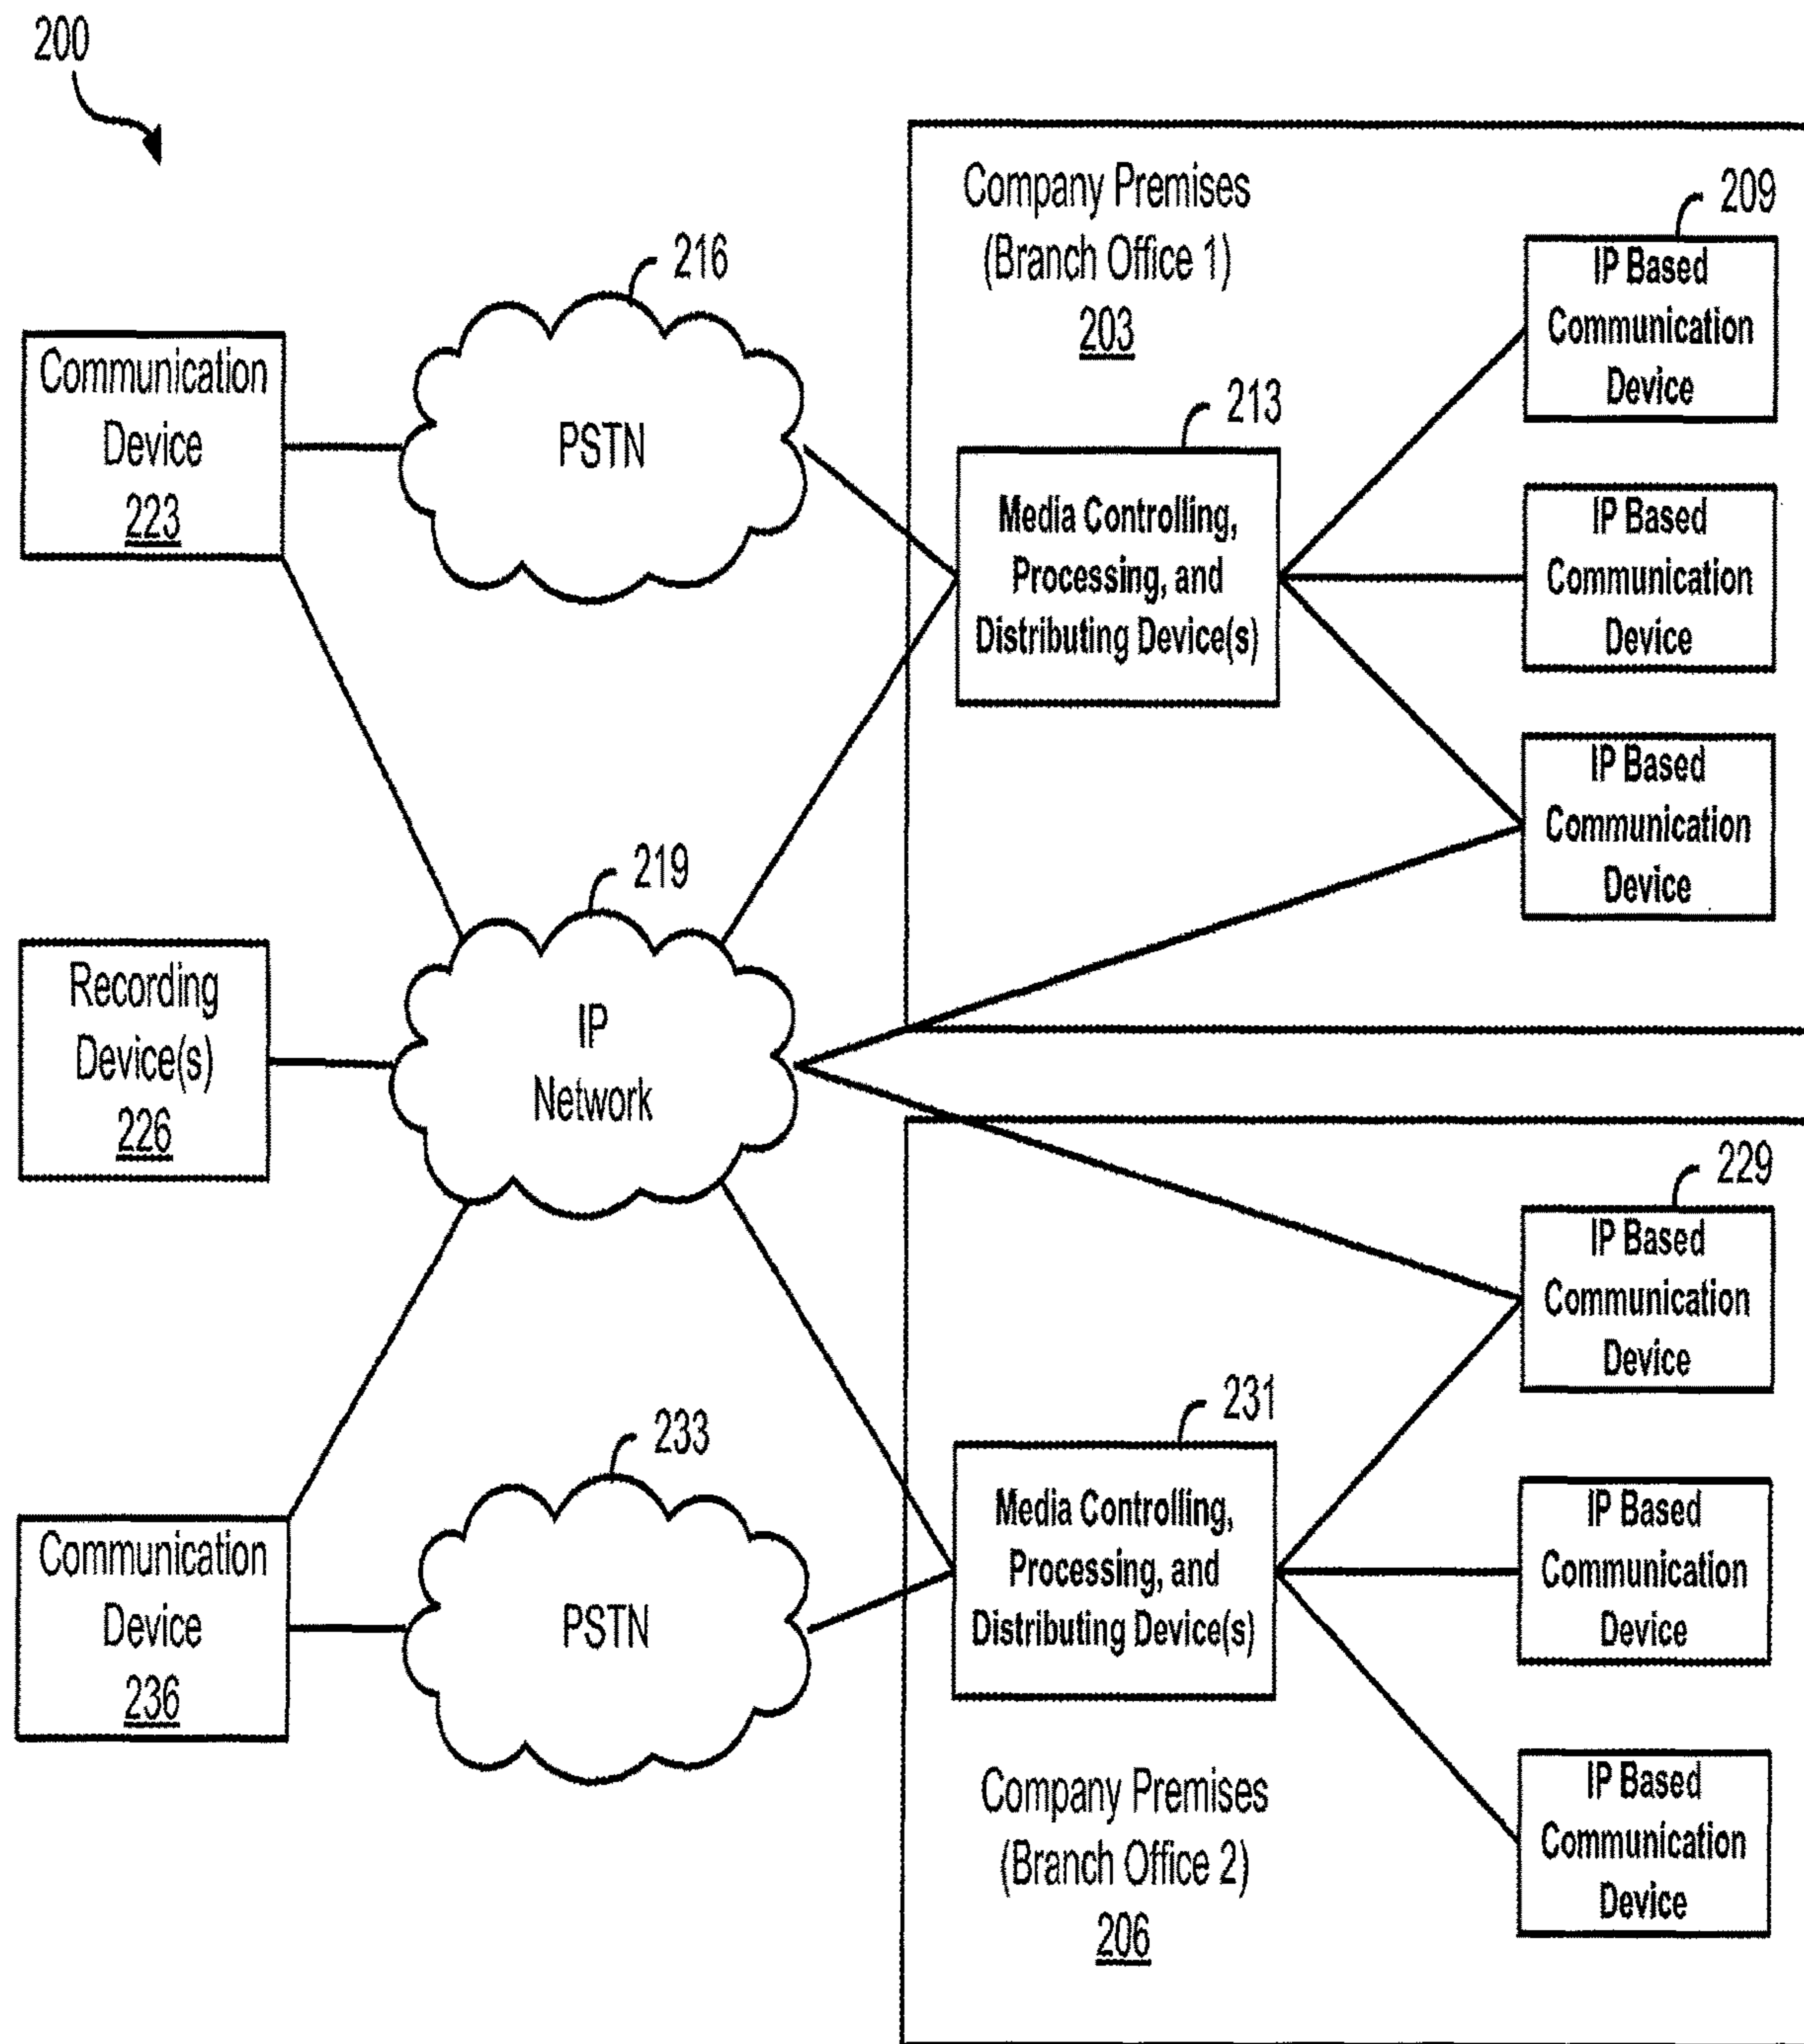 200
Company Premises
(Branch Office 1)
203
209
IP Based
Communication
Device
216
PSTN
Communication
Device
223
213
Media Controlling,
Processing, and
Distributing Device(s)
IP Based
Communication
Device
IP Based
Communication
Device
219
IP
Network
Recording
Device(s)
226
229
IP Based
Communication
Device
231
Media Controlling,
Processing, and
Distributing Device(s)
233
PSTN
Communication
Device
236
IP Based
Communication
Device
Company Premises
(Branch Office 2)
206
IP Based
Communication
Device